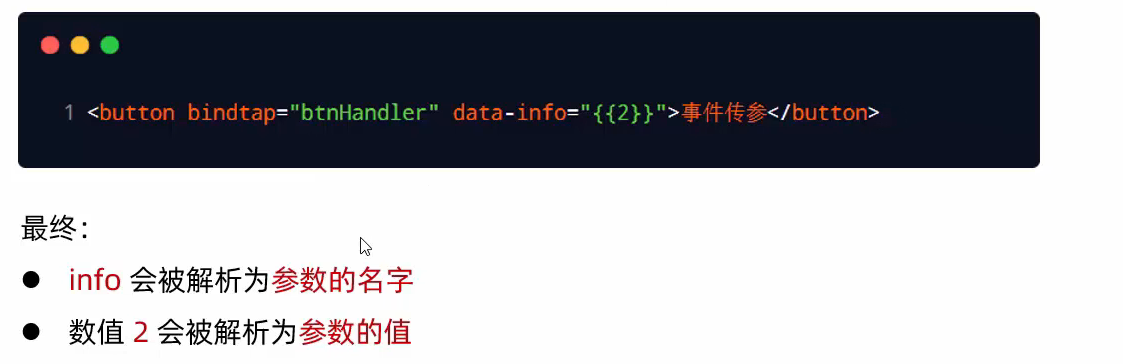 1 <button bindtap="btnHandler" data-info="{{2}}">事件传参</button>
最终：
● info 会被解析为参数的名字
● 数值 2 会被解析为参数的值